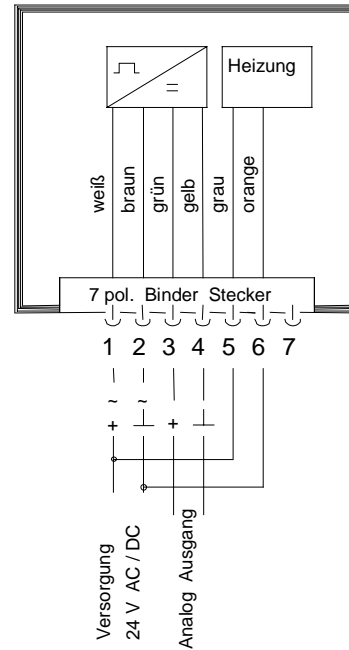 Heizung
weiß
braun
grün
gelb
grau
orange
7 pol. Binder Stecker
1 2 3 4 5 6 7
~ ~
+ +
Versorgung
24 V AC / DC
Analog Ausgang